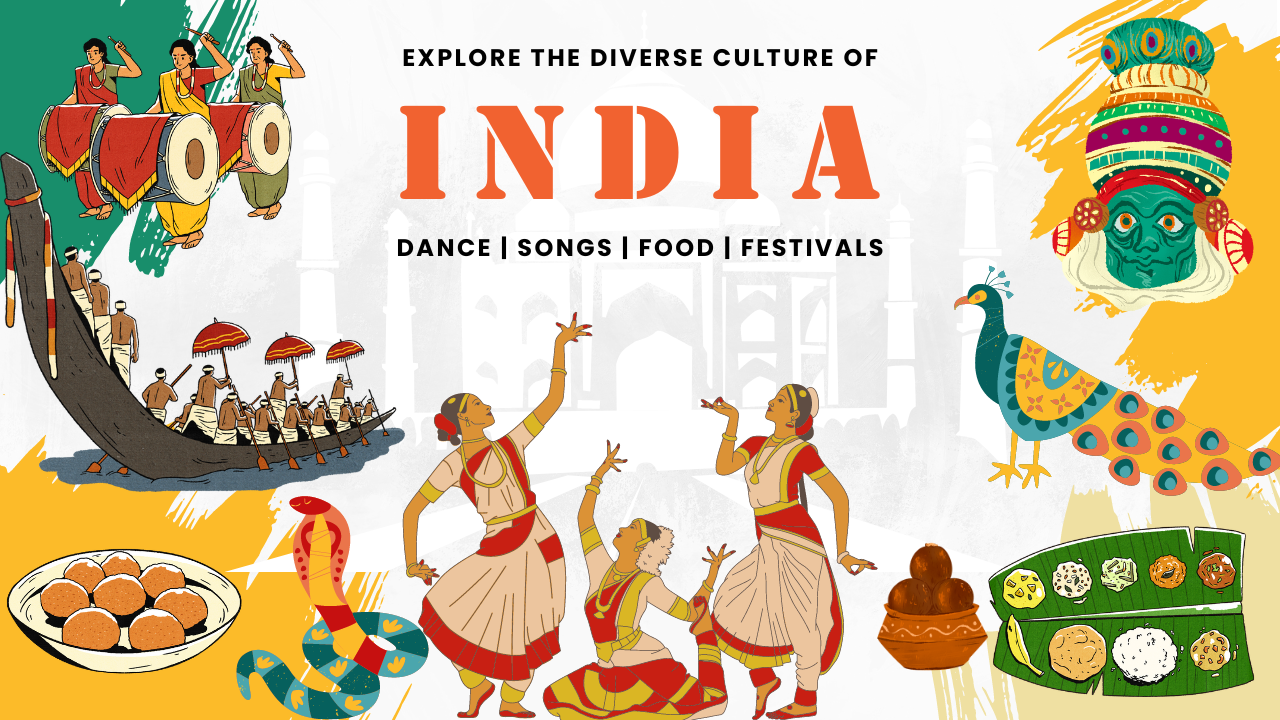 EXPLORE THE DIVERSE CULTURE OF
INDIA
DANCE | SONGS | FOOD | FESTIVALS